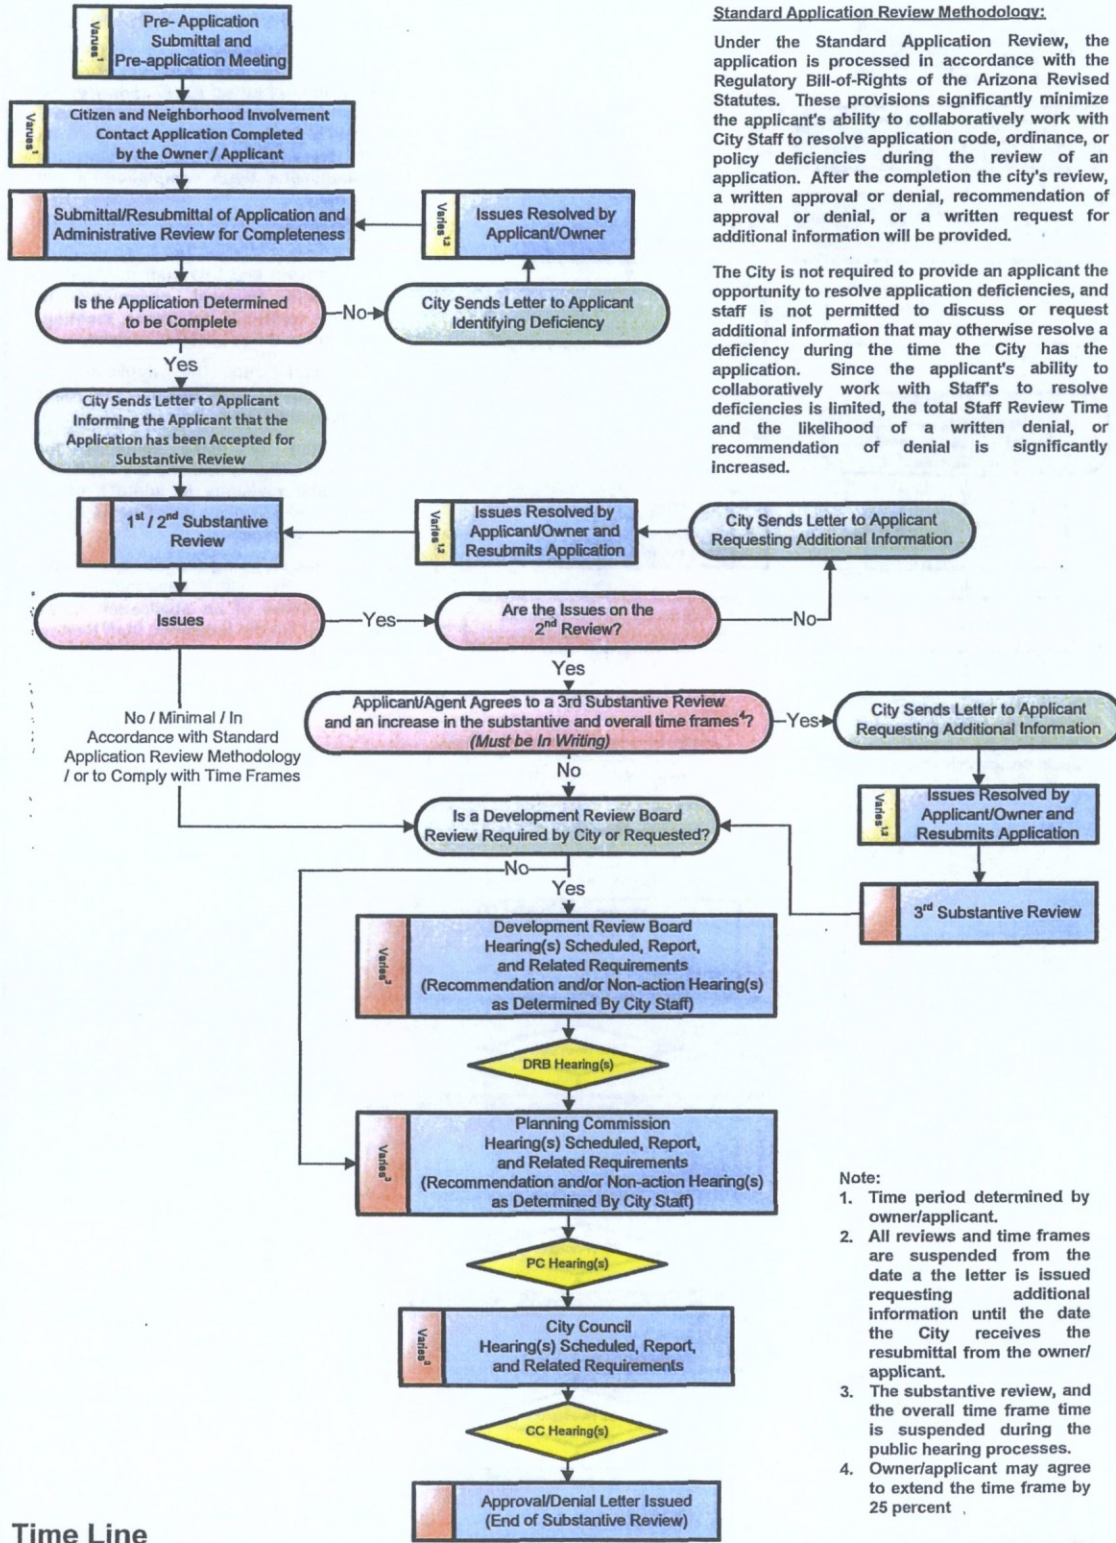 Pre- Application
Submittal and
Pre-application Meeting
Varies¹
Citizen and Neighborhood Involvement
Contact Application Completed
by the Owner / Applicant
Varies¹
Submittal/Resubmittal of Application and
Administrative Review for Completeness
Issues Resolved by
Applicant/Owner
Varies¹,²
Is the Application Determined
to be Complete
No
City Sends Letter to Applicant
Identifying Deficiency
Yes
City Sends Letter to Applicant
Informing the Applicant that the
Application has been Accepted for
Substantive Review
Standard Application Review Methodology:
Under the Standard Application Review, the
application is processed in accordance with the
Regulatory Bill-of-Rights of the Arizona Revised
Statutes. These provisions significantly minimize
the applicant's ability to collaboratively work with
City Staff to resolve application code, ordinance, or
policy deficiencies during the review of an
application. After the completion the city's review,
a written approval or denial, recommendation of
approval or denial, or a written request for
additional information will be provided.
The City is not required to provide an applicant the
opportunity to resolve application deficiencies, and
staff is not permitted to discuss or request
additional information that may otherwise resolve a
deficiency during the time the City has the
application. Since the applicant's ability to
collaboratively work with Staff's to resolve
deficiencies is limited, the total Staff Review Time
and the likelihood of a written denial, or
recommendation of denial is significantly
increased.
1st / 2nd Substantive
Review
Varies¹,²
Issues Resolved by
Applicant/Owner and
Resubmits Application
City Sends Letter to Applicant
Requesting Additional Information
Issues
Yes
Are the Issues on the
2nd Review?
No
Yes
No / Minimal / In
Accordance with Standard
Application Review Methodology
/ or to Comply with Time Frames
Applicant/Agent Agrees to a 3rd Substantive Review
and an increase in the substantive and overall time frames⁴?
(Must be In Writing)
Yes
City Sends Letter to Applicant
Requesting Additional Information
No
Varies¹,²
Issues Resolved by
Applicant/Owner and
Resubmits Application
Is a Development Review Board
Review Required by City or Requested?
3rd Substantive Review
No
Yes
Varies³
Development Review Board
Hearing(s) Scheduled, Report,
and Related Requirements
(Recommendation and/or Non-action Hearing(s)
as Determined By City Staff)
DRB Hearing(s)
Varies³
Planning Commission
Hearing(s) Scheduled, Report,
and Related Requirements
(Recommendation and/or Non-action Hearing(s)
as Determined By City Staff)
PC Hearing(s)
Varies³
City Council
Hearing(s) Scheduled, Report,
and Related Requirements
CC Hearing(s)
Approval/Denial Letter Issued
(End of Substantive Review)
Note:
1. Time period determined by
owner/applicant.
2. All reviews and time frames
are suspended from the
date a the letter is issued
requesting additional
information until the date
the City receives the
resubmittal from the owner/
applicant.
3. The substantive review, and
the overall time frame time
is suspended during the
public hearing processes.
4. Owner/applicant may agree
to extend the time frame by
25 percent
Time Line